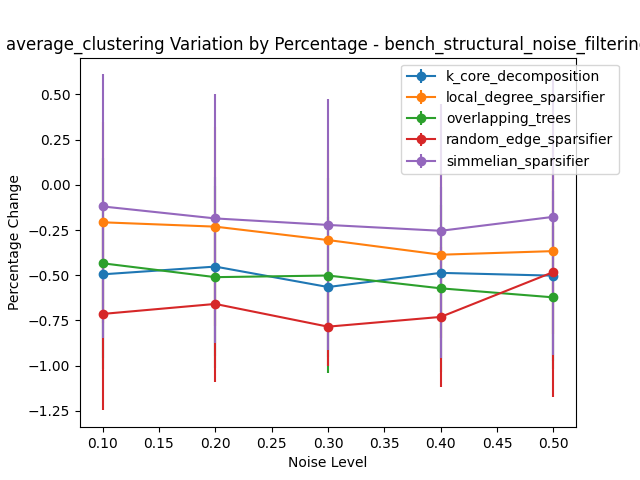 average_clustering Variation by Percentage - bench_structural_noise_filtering
k_core_decomposition
local_degree_sparsifier
overlapping_trees
random_edge_sparsifier
simmelian_sparsifier
Percentage Change
0.50
0.25
0.00
−0.25
−0.50
−0.75
−1.00
−1.25
0.10 0.15 0.20 0.25 0.30 0.35 0.40 0.45 0.50
Noise Level